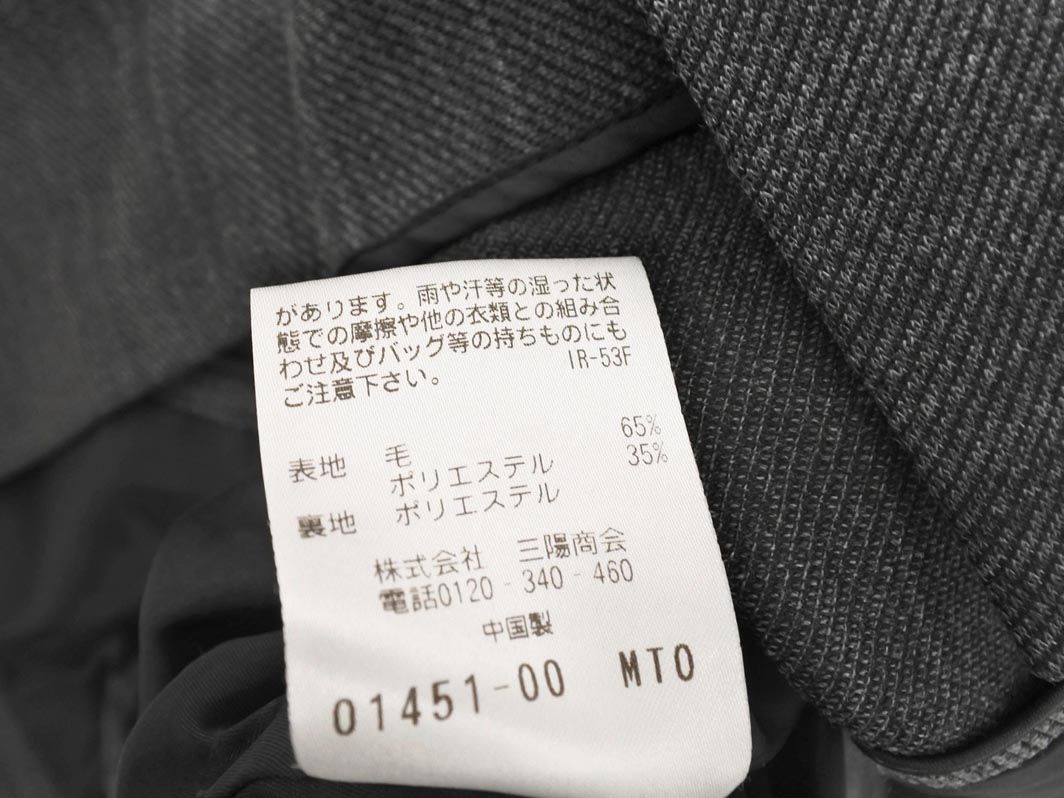 があります。雨や汗等の湿った状
態での摩擦や他の衣類との組み合
わせ及びバッグ等の持ちものにも
ご注意下さい。 IR-53F
表地 毛 65%
ポリエステル 35%
裏地 ポリエステル
株式会社 三陽商会
電話0120-340-460
中国製
01451-00 MTO